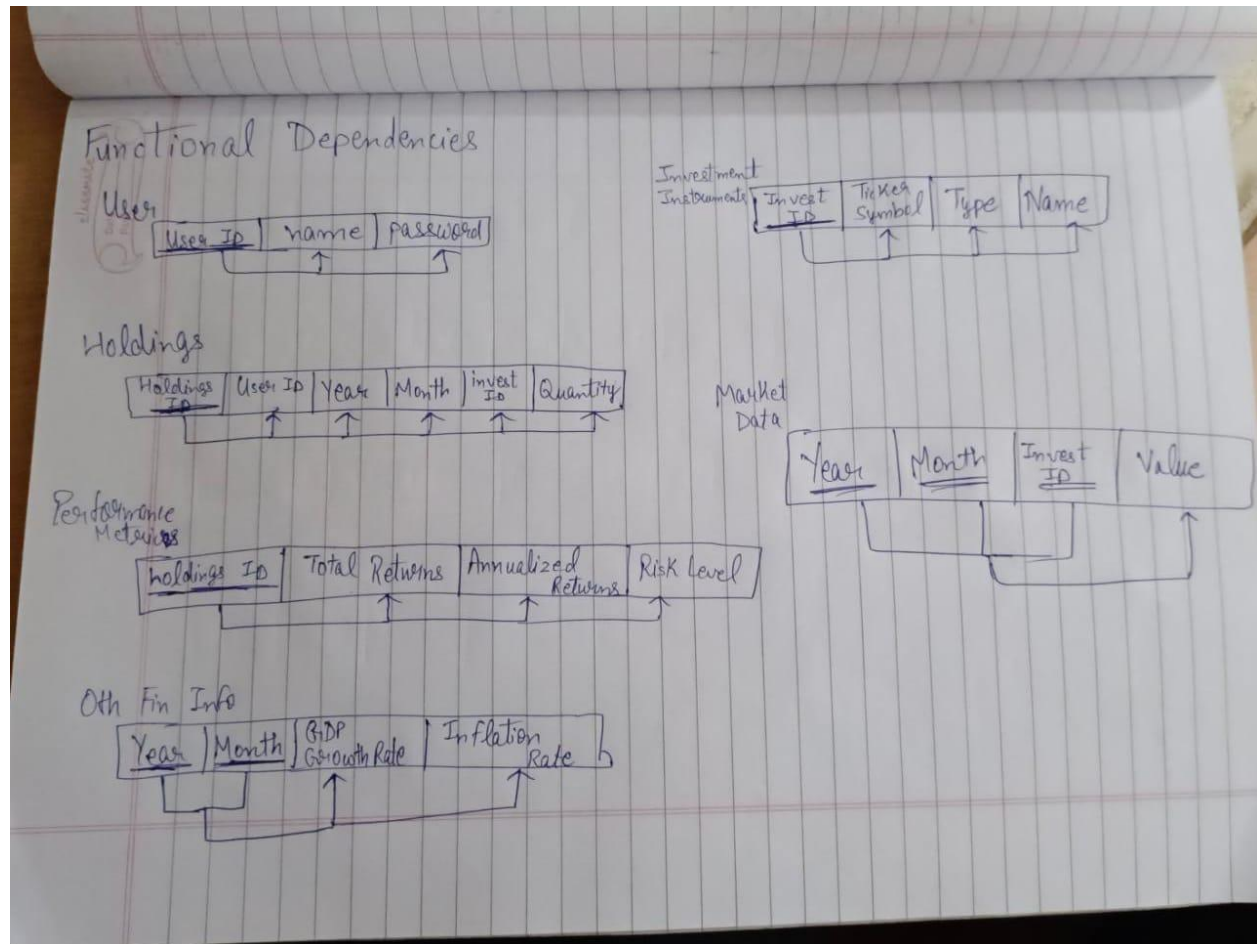 Functional Dependencies
User
User ID name password
Holdings
Holdings ID User ID Year Month invest ID Quantity
Performance
Metrics
holdings ID Total Returns Annualized Returns Risk Level
Oth Fin Info
Year Month GDP Growth Rate Inflation Rate
Investment
Instruments
Invest ID Ticker Symbol Type Name
Market
Data
Year Month Invest ID Value
classmate